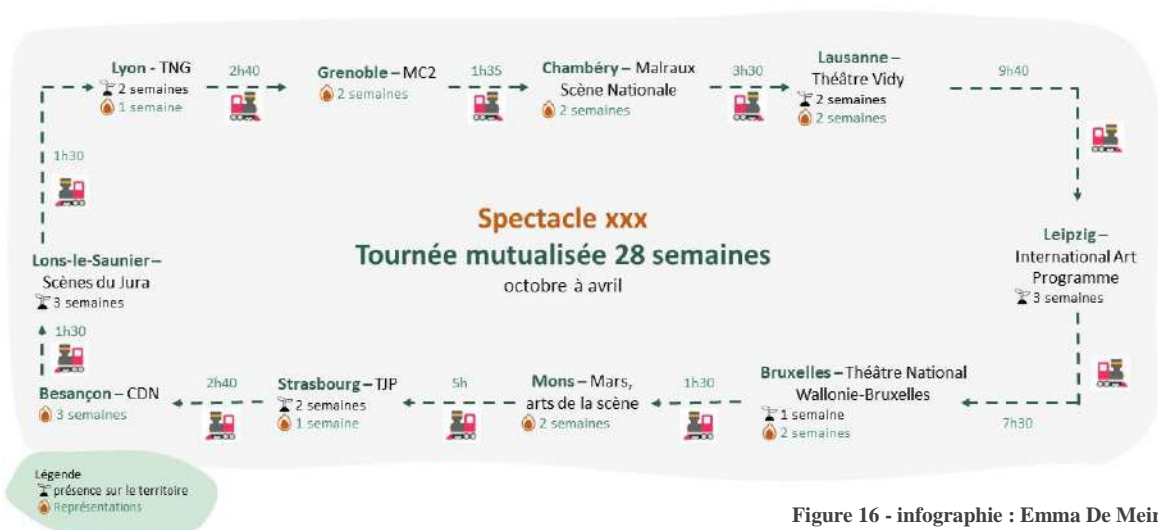 Lyon - TNG
2 semaines
1 semaine
2h40
Grenoble – MC2
2 semaines
1h35
Chambéry – Malraux
Scène Nationale
2 semaines
3h30
Lausanne –
Théâtre Vidy
2 semaines
2 semaines
9h40
1h30
Spectacle xxx
Tournée mutualisée 28 semaines
octobre à avril
Leipzig –
International Art
Programme
3 semaines
Lons-le-Saunier –
Scènes du Jura
3 semaines
1h30
Besançon – CDN
3 semaines
2h40
Strasbourg – TJP
2 semaines
1 semaine
5h
Mons – Mars,
arts de la scène
2 semaines
1h30
Bruxelles – Théâtre National
Wallonie-Bruxelles
1 semaine
2 semaines
7h30
Légende
présence sur le territoire
Représentations
Figure 16 - infographie : Emma De